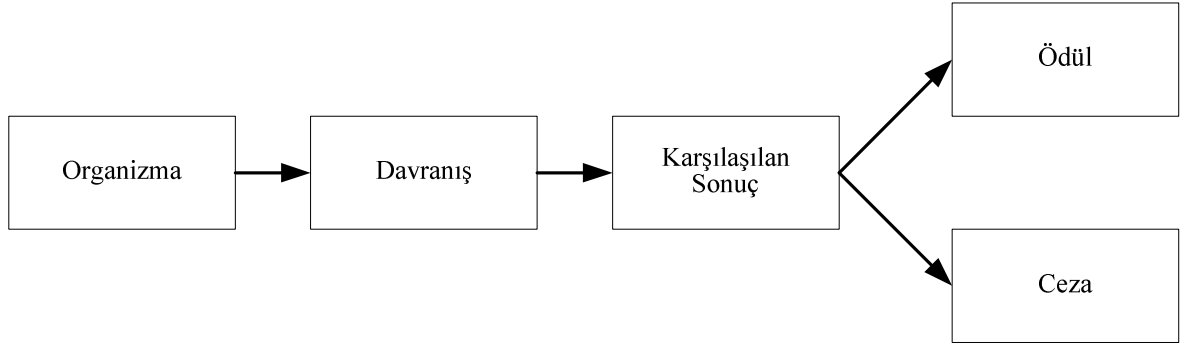 Organizma
Davranış
Karşılaşılan
Sonuç
Ödül
Ceza